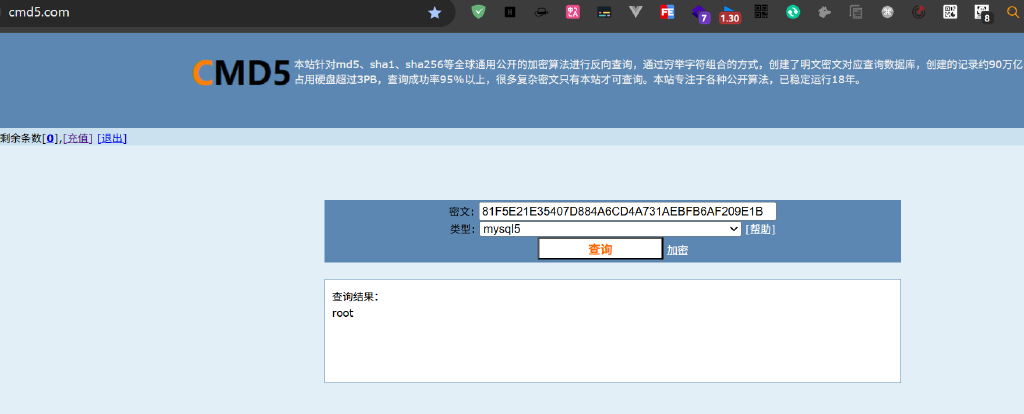 cmd5.com
7
1.30
8
CMD5
本站针对md5、sha1、sha256等全球通用公开的加密算法进行反向查询，通过穷举字符组合的方式，创建了明文密文对应查询数据库，创建的记录约90万亿
占用硬盘超过3PB，查询成功率95%以上，很多复杂密文只有本站才可查询。本站专注于各种公开算法，已稳定运行18年。
剩余条数[0],[充值] [退出]
密文: 81F5E21E35407D884A6CD4A731AEBFB6AF209E1B
类型: mysql5 [帮助]
查询 加密
查询结果:
root